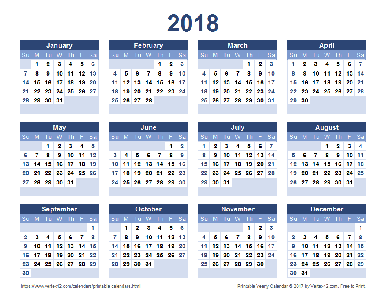 2018
January February March April
Su M Tu W Th F Sa Su M Tu W Th F Sa Su M Tu W Th F Sa Su M Tu W Th F Sa
1 2 3 4 5 6 1 2 3 1 2 3 1 2 3 4 5 6 7
7 8 9 10 11 12 13 4 5 6 7 8 9 10 4 5 6 7 8 9 10 8 9 10 11 12 13 14
14 15 16 17 18 19 20 11 12 13 14 15 16 17 11 12 13 14 15 16 17 15 16 17 18 19 20 21
21 22 23 24 25 26 27 18 19 20 21 22 23 24 18 19 20 21 22 23 24 22 23 24 25 26 27 28
28 29 30 31 25 26 27 28 25 26 27 28 29 30 31 29 30
May June July August
Su M Tu W Th F Sa Su M Tu W Th F Sa Su M Tu W Th F Sa Su M Tu W Th F Sa
1 2 3 4 5 1 2 1 2 3 4 5 6 7 1 2 3 4
6 7 8 9 10 11 12 3 4 5 6 7 8 9 8 9 10 11 12 13 14 5 6 7 8 9 10 11
13 14 15 16 17 18 19 10 11 12 13 14 15 16 15 16 17 18 19 20 21 12 13 14 15 16 17 18
20 21 22 23 24 25 26 17 18 19 20 21 22 23 22 23 24 25 26 27 28 19 20 21 22 23 24 25
27 28 29 30 31 24 25 26 27 28 29 30 29 30 31 26 27 28 29 30 31
September October November December
Su M Tu W Th F Sa Su M Tu W Th F Sa Su M Tu W Th F Sa Su M Tu W Th F Sa
1 1 2 3 4 5 6 1 2 3 1
2 3 4 5 6 7 8 7 8 9 10 11 12 13 4 5 6 7 8 9 10 2 3 4 5 6 7 8
9 10 11 12 13 14 15 14 15 16 17 18 19 20 11 12 13 14 15 16 17 9 10 11 12 13 14 15
16 17 18 19 20 21 22 21 22 23 24 25 26 27 18 19 20 21 22 23 24 16 17 18 19 20 21 22
23 24 25 26 27 28 29 28 29 30 31 25 26 27 28 29 30 23 24 25 26 27 28 29
30 30 31
https://www.vertex42.com/calendars/printable-calendars.html Printable Yearly Calendar © 2017 by Vertex42.com. Free to Print.